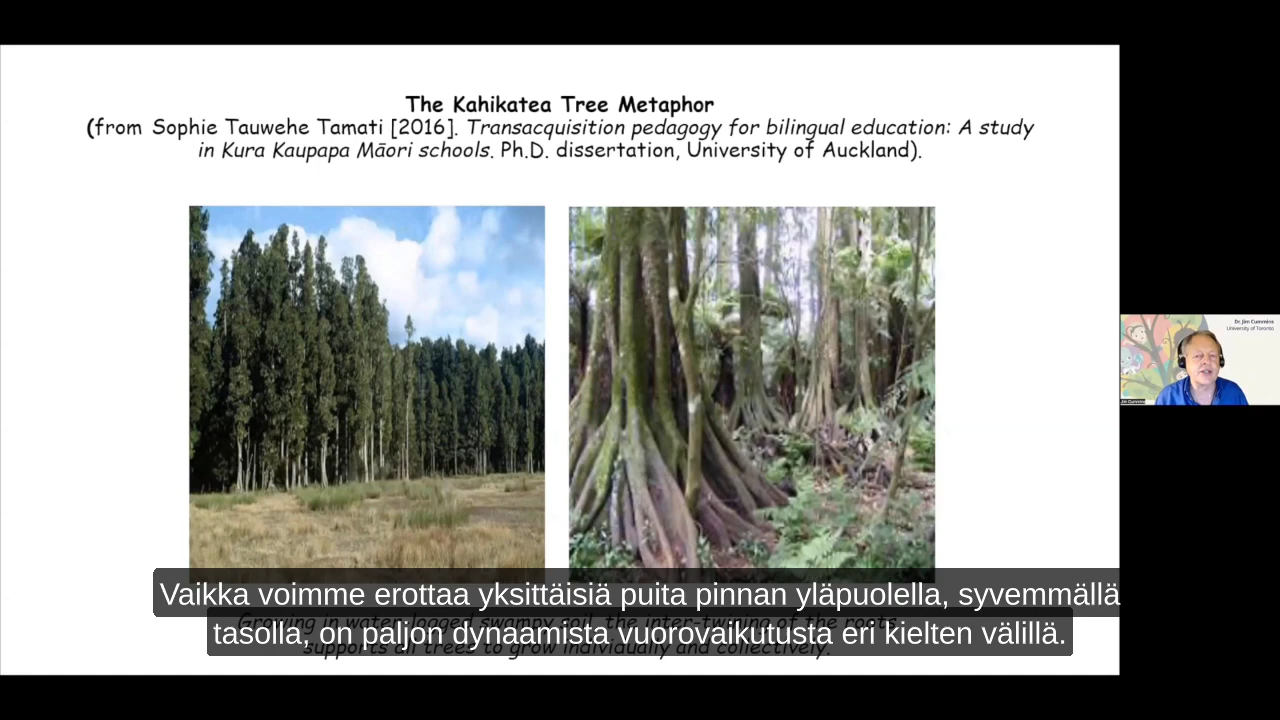 The Kahikatea Tree Metaphor
(from Sophie Tauwehe Tamati [2016]. Transacquisition pedagogy for bilingual education: A study
in Kura Kaupapa Māori schools. Ph.D. dissertation, University of Auckland).
Dr. Jim Cummins
University of Toronto
Jim Cummins
Vaikka voimme erottaa yksittäisiä puita pinnan yläpuolella, syvemmällä
tasolla, on paljon dynaamista vuorovaikutusta eri kielten välillä.
Growing in water-logged swampy soil, the inter-twining of the roots
supports all trees to grow individually and collectively.